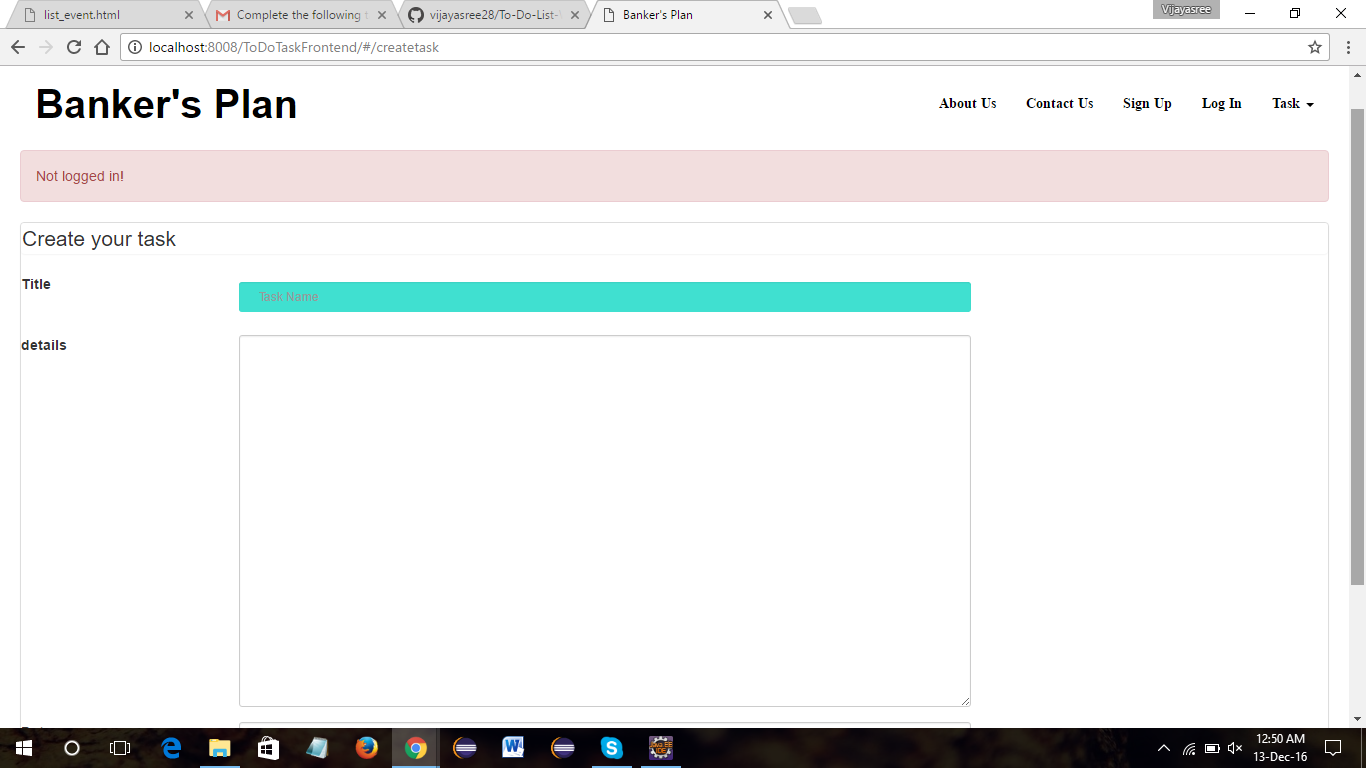 list_event.html
Complete the following t
vijayasree28/To-Do-List-
Banker's Plan
Vijayasree
localhost:8008/ToDoTaskFrontend/#/createtask
Banker's Plan
About Us
Contact Us
Sign Up
Log In
Task
Not logged in!
Create your task
Title
Task Name
details
12:50 AM
13-Dec-16